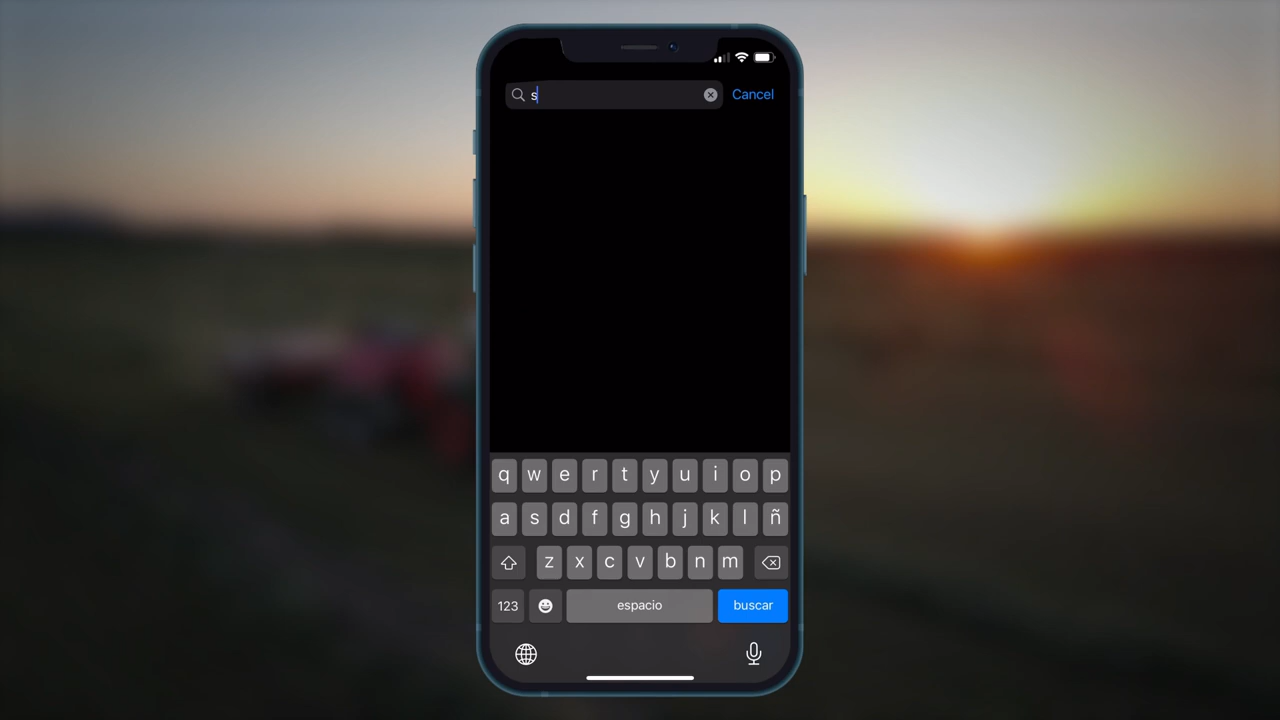 s
Cancel
q w e r t y u i o p
a s d f g h j k l ñ
z x c v b n m
123 espacio buscar